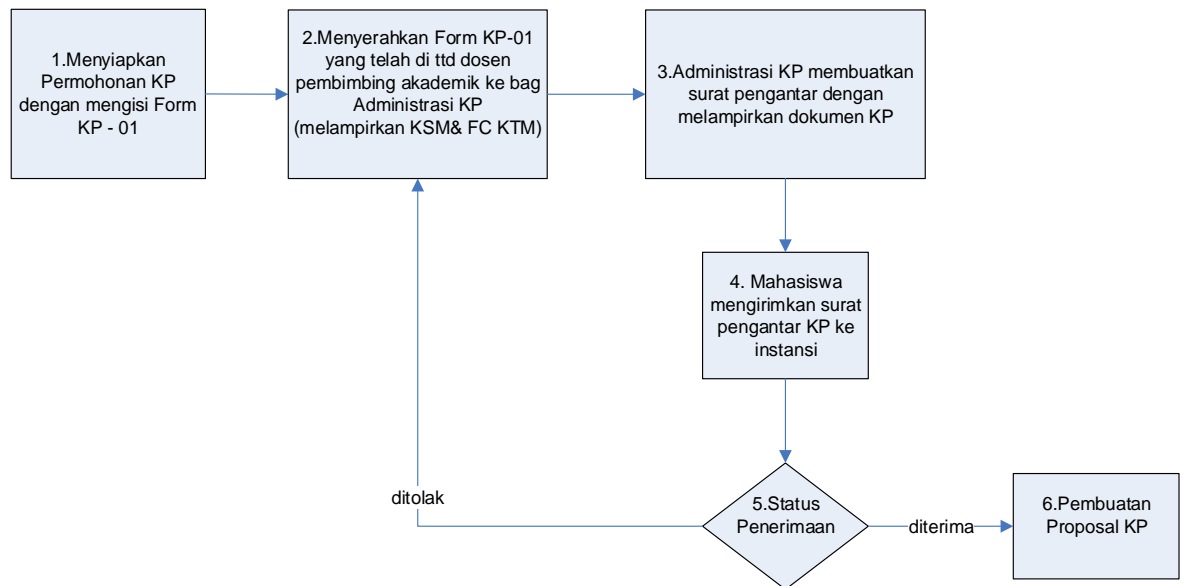 1.Menyiapkan
Permohonan KP
dengan mengisi Form
KP - 01
2.Menyerahkan Form KP-01
yang telah di ttd dosen
pembimbing akademik ke bag
Administrasi KP
(melampirkan KSM& FC KTM)
3.Administrasi KP membuatkan
surat pengantar dengan
melampirkan dokumen KP
4. Mahasiswa
mengirimkan surat
pengantar KP ke
instansi
5.Status
Penerimaan
ditolak
diterima
6.Pembuatan
Proposal KP